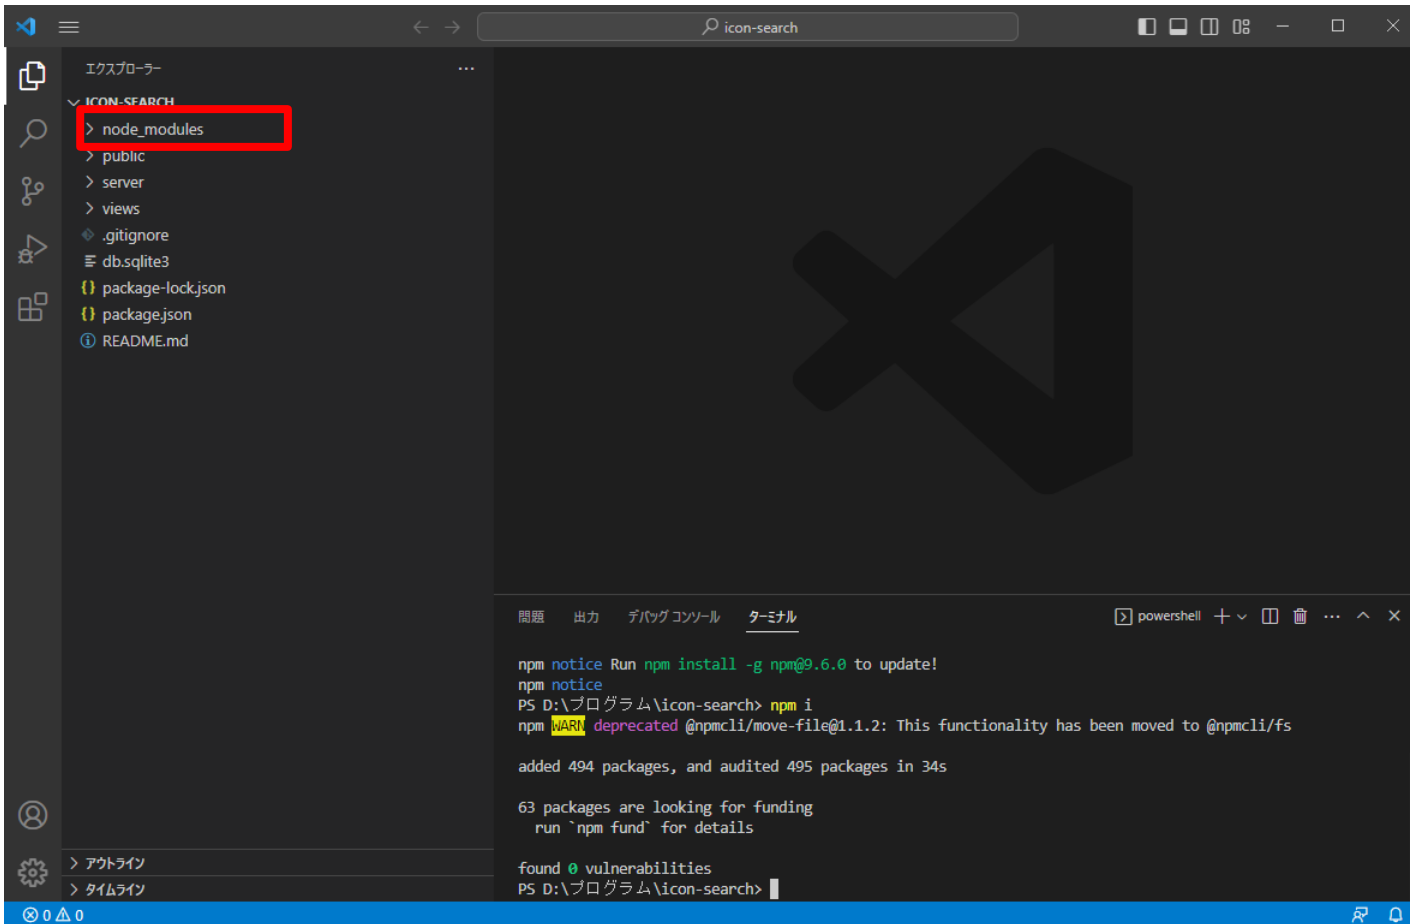 icon-search
エクスプローラー
ICON-SEARCH
node_modules
public
server
views
.gitignore
db.sqlite3
package-lock.json
package.json
README.md
アウトライン
タイムライン
問題 出力 デバッグ コンソール ターミナル powershell
npm notice Run npm install -g npm@9.6.0 to update!
npm notice
PS D:\プログラム\icon-search> npm i
npm WARN deprecated @npmcli/move-file@1.1.2: This functionality has been moved to @npmcli/fs
added 494 packages, and audited 495 packages in 34s
63 packages are looking for funding
run `npm fund` for details
found 0 vulnerabilities
PS D:\プログラム\icon-search>
0 0